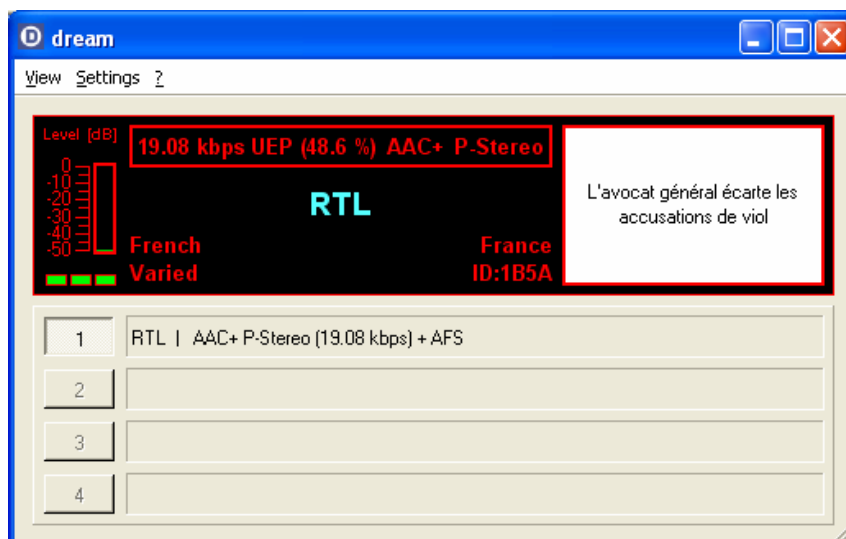 dream
View Settings ?
Level [dB]
0
-10
-20
-30
-40
-50
19.08 kbps UEP (48.6 %) AAC+ P-Stereo
RTL
French France
Varied ID:1B5A
L'avocat général écarte les
accusations de viol
1 RTL | AAC+ P-Stereo (19.08 kbps) + AFS
2
3
4